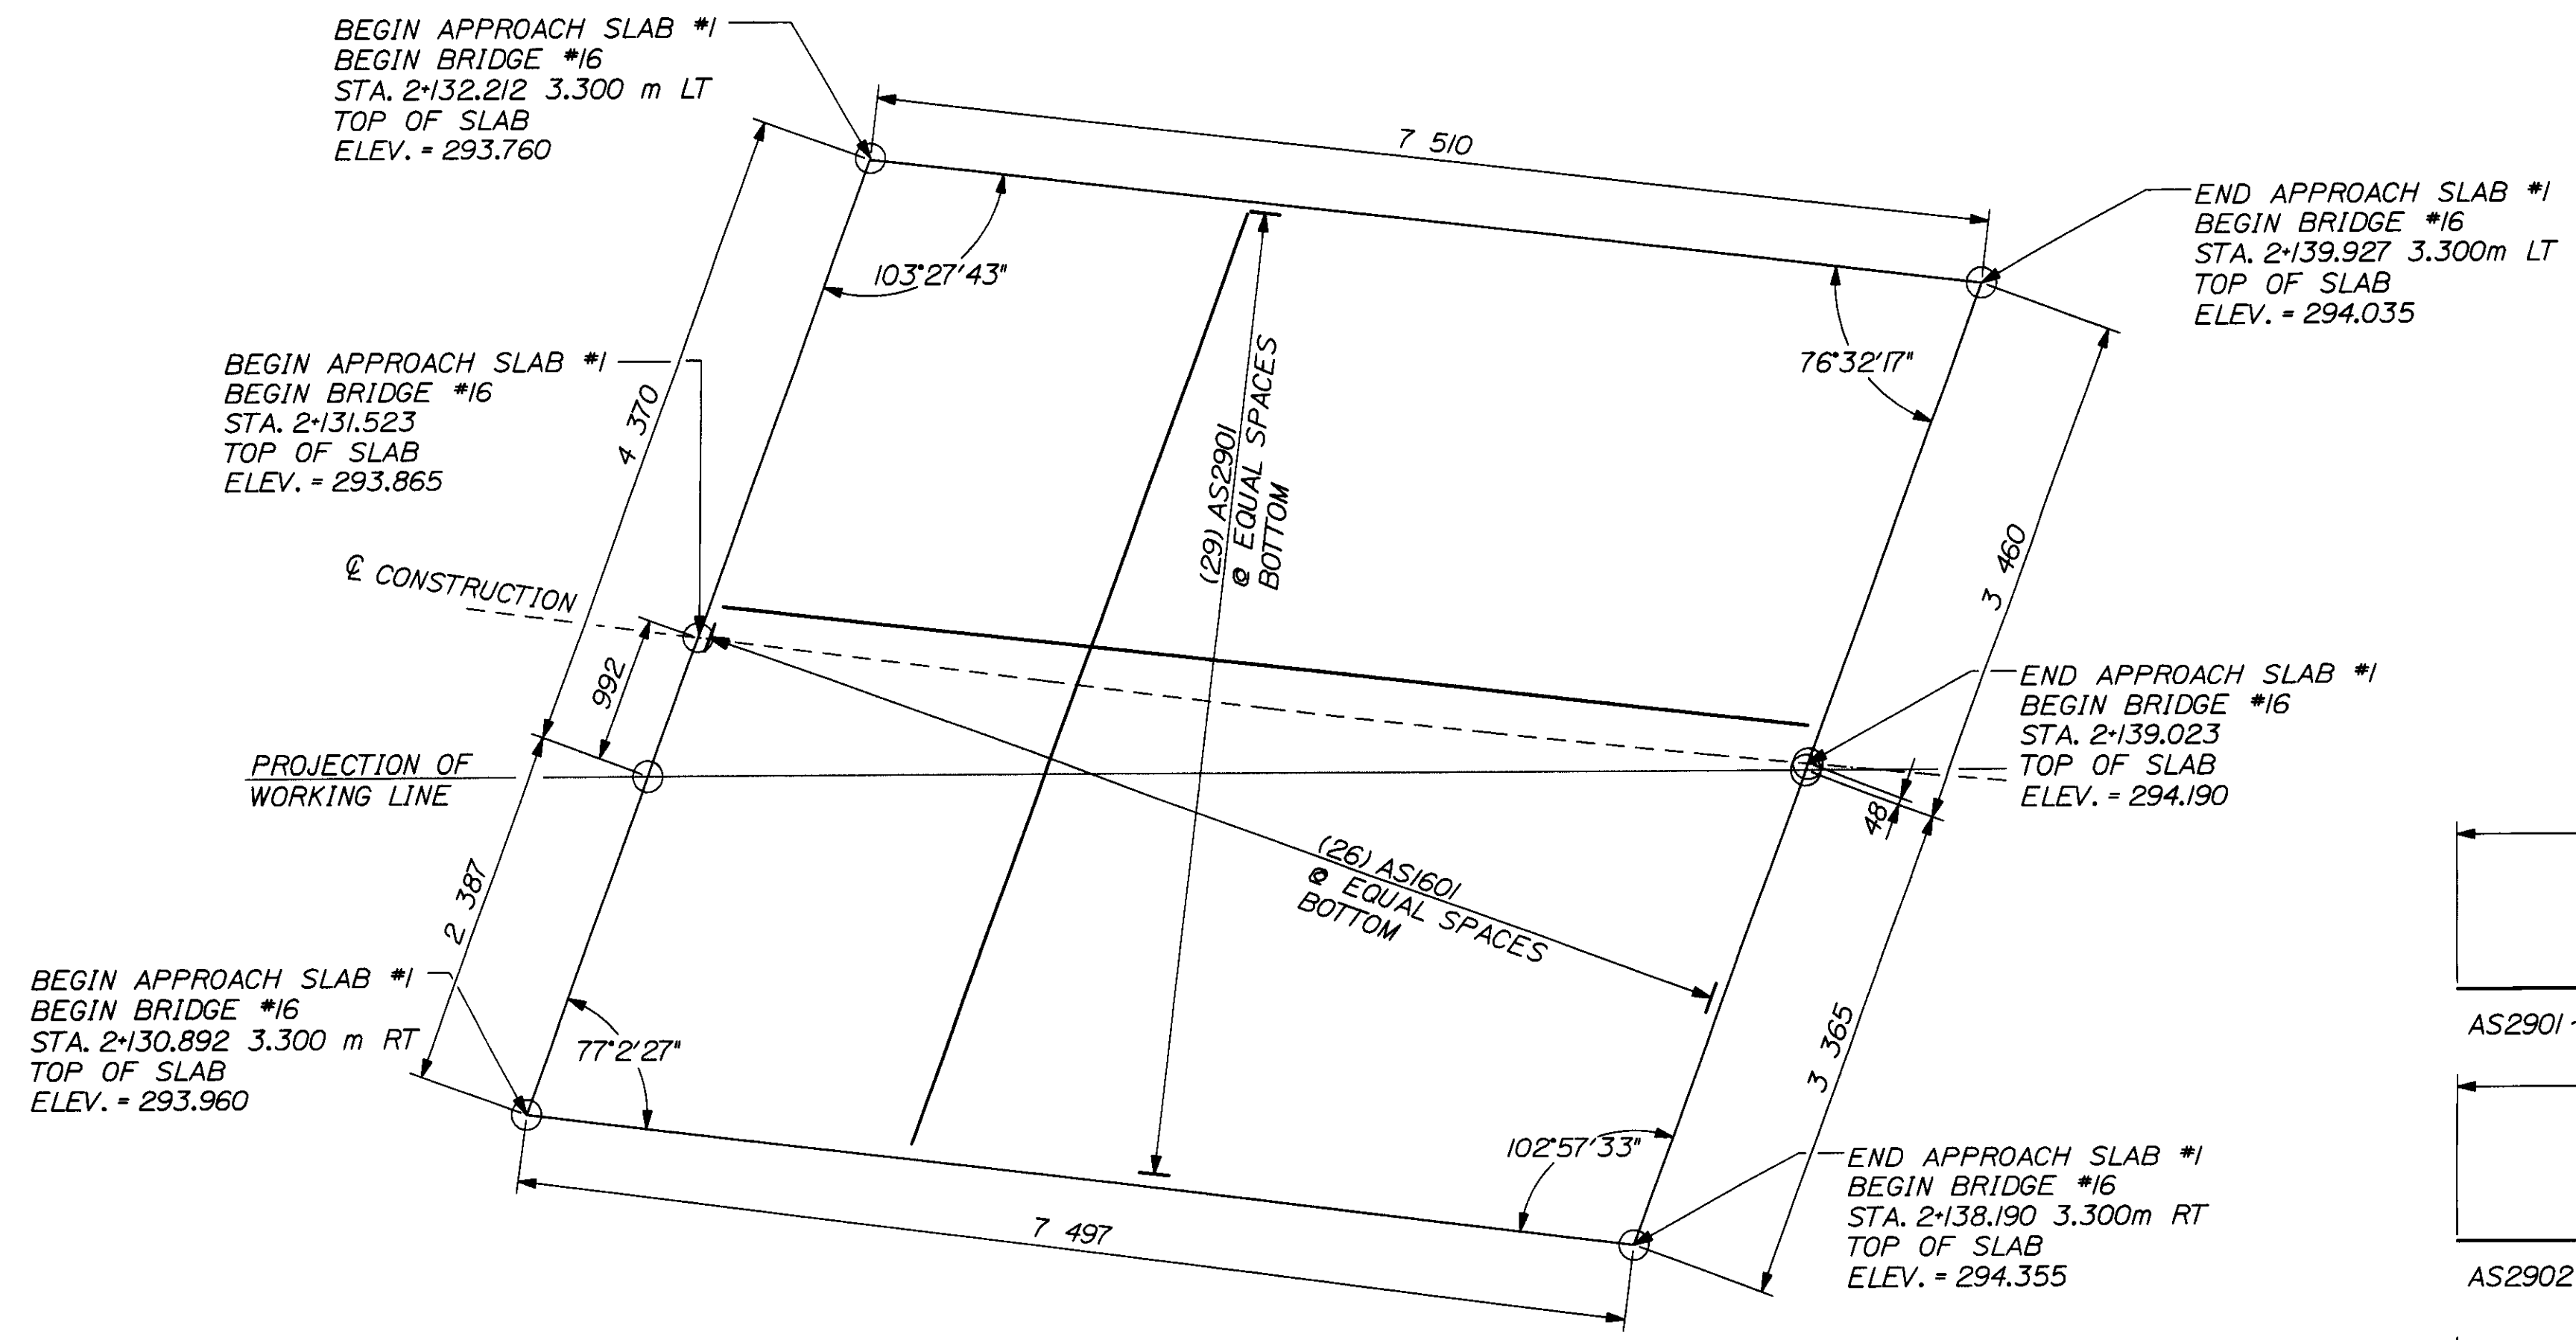 BEGIN APPROACH SLAB #1
BEGIN BRIDGE #16
STA. 2+132.212 3.300 m LT
TOP OF SLAB
ELEV. = 293.760
7 510
END APPROACH SLAB #1
BEGIN BRIDGE #16
STA. 2+139.927 3.300m LT
TOP OF SLAB
ELEV. = 294.035
103°27'43"
76°32'17"
BEGIN APPROACH SLAB #1
BEGIN BRIDGE #16
STA. 2+131.523
TOP OF SLAB
ELEV. = 293.865
4 370
(29) AS2901
@ EQUAL SPACES
BOTTOM
3 460
℄ CONSTRUCTION
992
END APPROACH SLAB #1
BEGIN BRIDGE #16
STA. 2+139.023
TOP OF SLAB
ELEV. = 294.190
PROJECTION OF
WORKING LINE
48
(26) AS1601
@ EQUAL SPACES
BOTTOM
2 387
3 365
BEGIN APPROACH SLAB #1
BEGIN BRIDGE #16
STA. 2+130.892 3.300 m RT
TOP OF SLAB
ELEV. = 293.960
77°2'27"
102°57'33"
7 497
END APPROACH SLAB #1
BEGIN BRIDGE #16
STA. 2+138.190 3.300m RT
TOP OF SLAB
ELEV. = 294.355
AS2901
AS2902